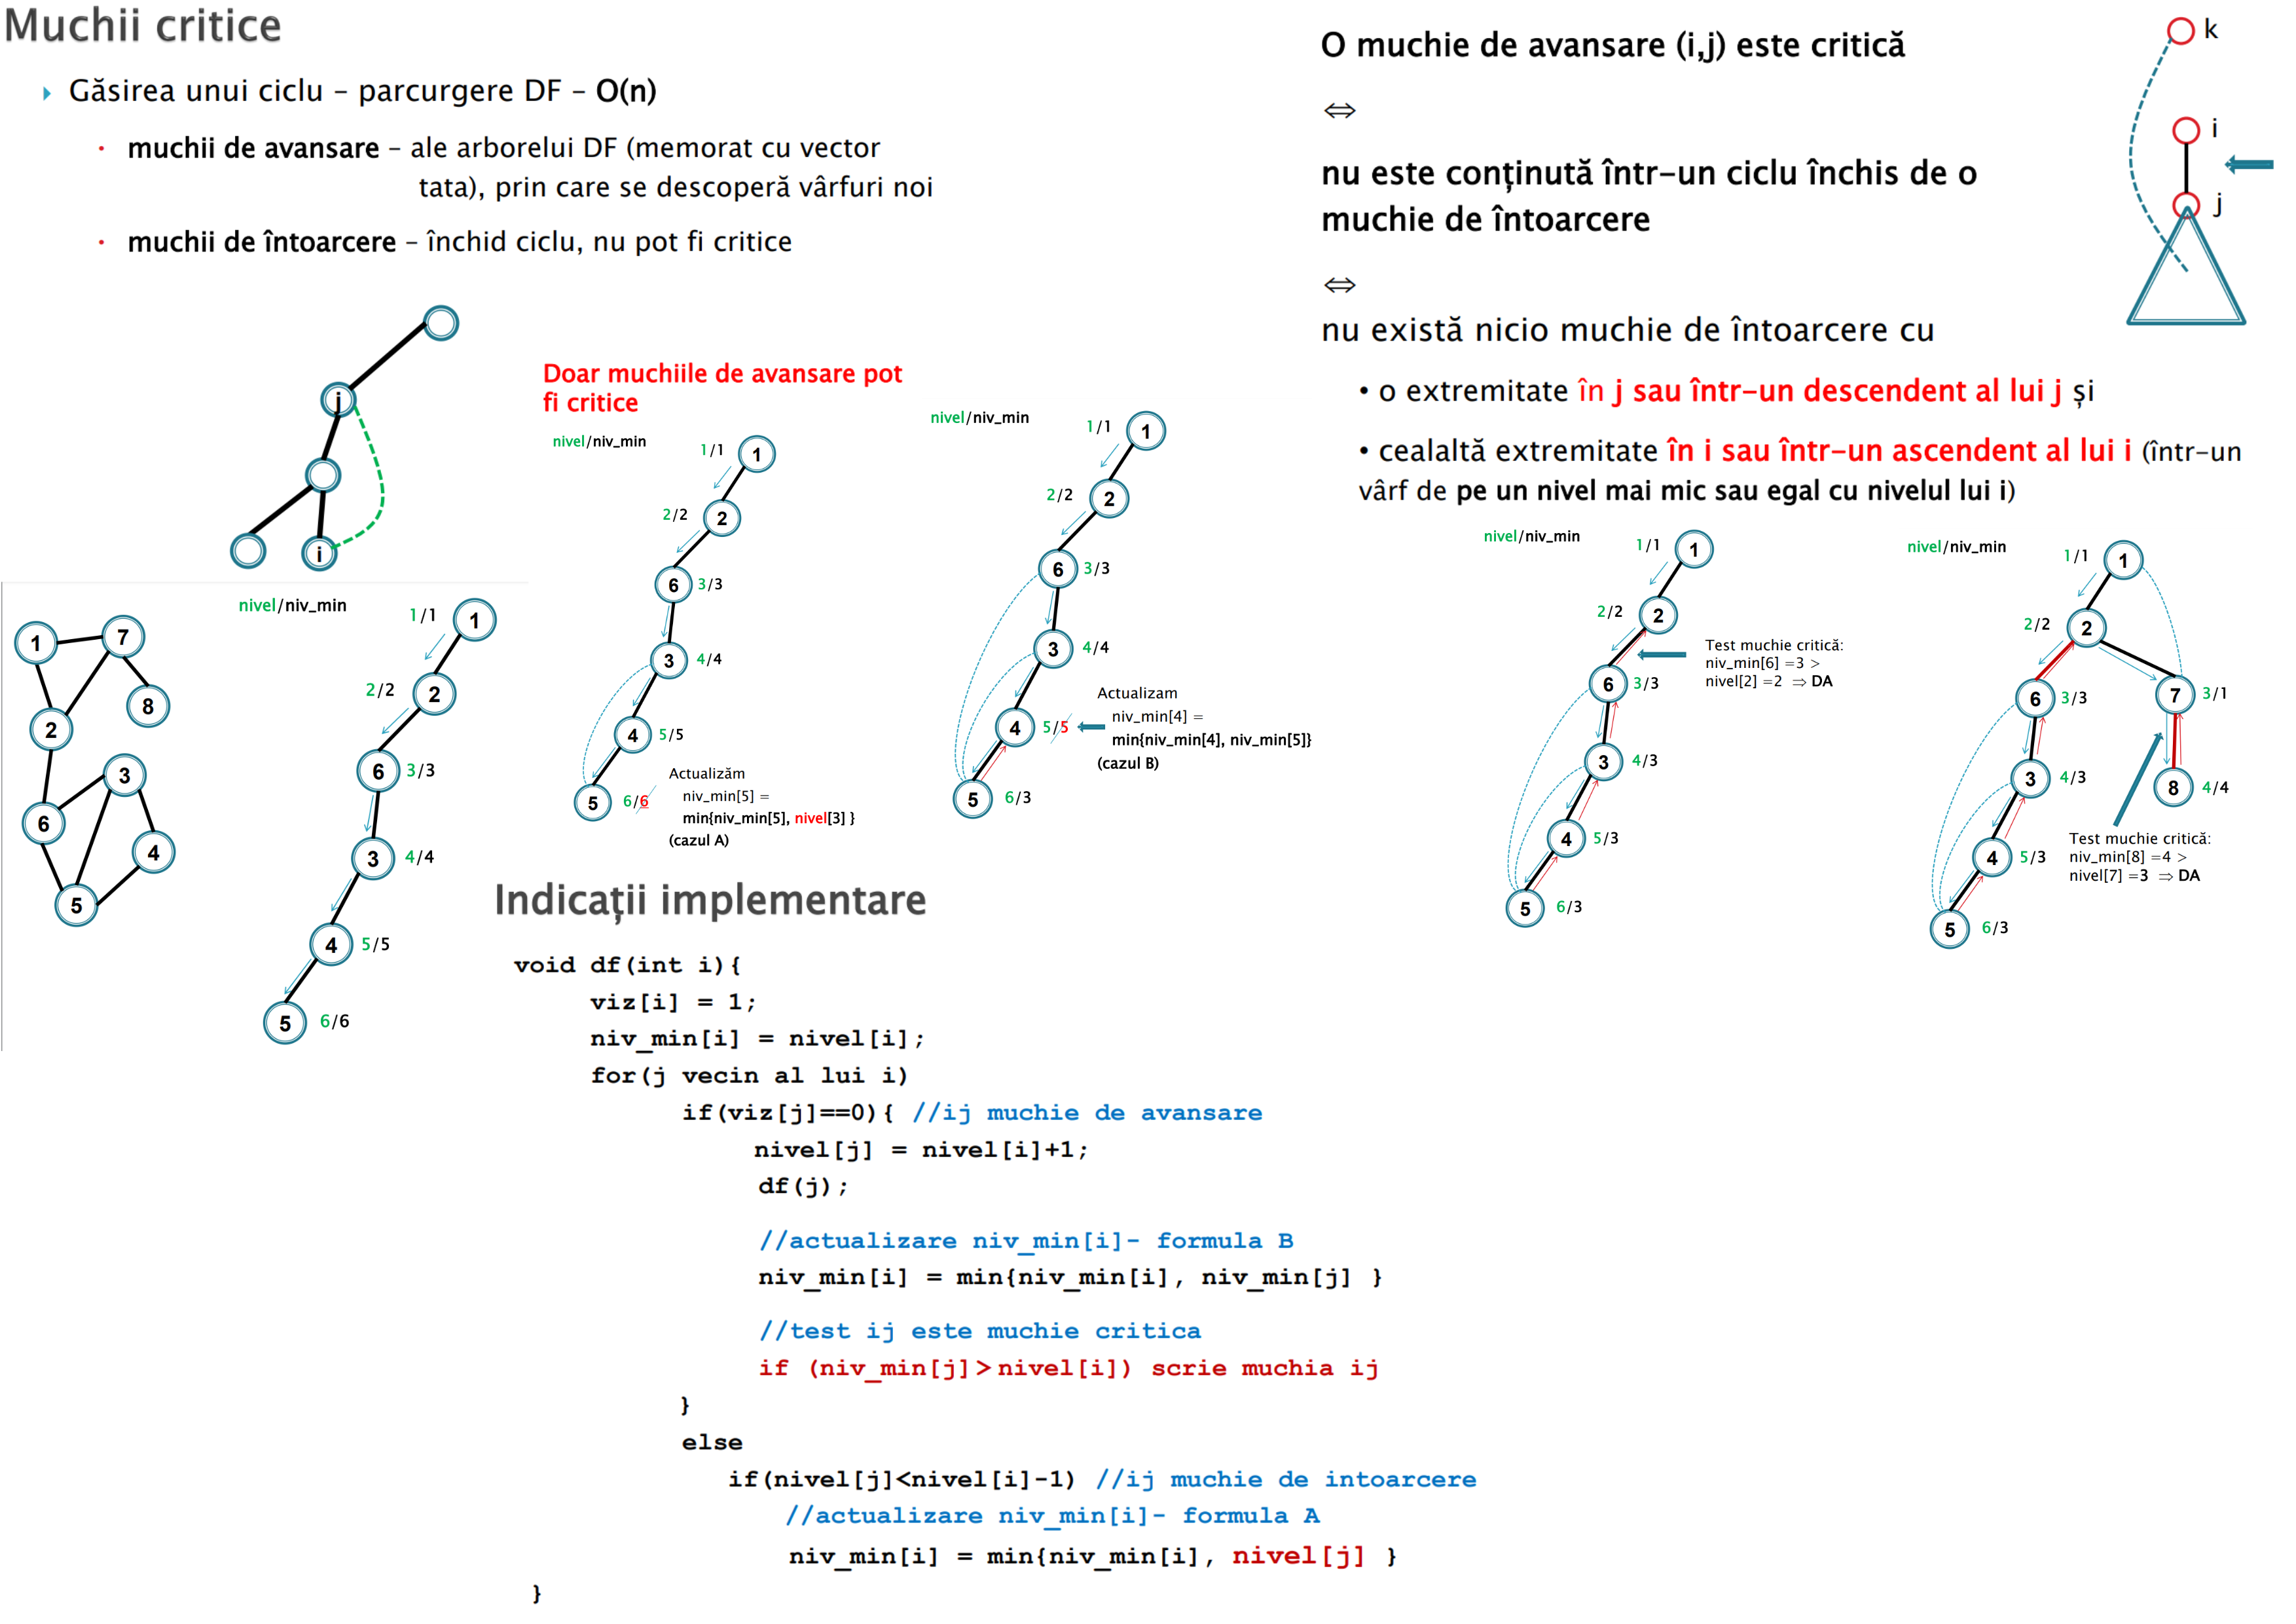 Muchii critice
Găsirea unui ciclu – parcurgere DF – O(n)
• muchii de avansare – ale arborelui DF (memorat cu vector
tata), prin care se descoperă vârfuri noi
• muchii de întoarcere – închid ciclu, nu pot fi critice
j
i
1
7
8
2
3
6
4
5
nivel/niv_min
1/1
1
2/2
2
6
3/3
3
4/4
4
5/5
5
6/6
Doar muchiile de avansare pot
fi critice
nivel/niv_min
1/1
1
2/2
2
6
3/3
3
4/4
4
5/5
5
6/6
Actualizăm
niv_min[5] =
min{niv_min[5], nivel[3] }
(cazul A)
nivel/niv_min
1/1
1
2/2
2
6
3/3
3
4/4
4
5/5
5
6/3
Actualizam
niv_min[4] =
min{niv_min[4], niv_min[5]}
(cazul B)
O muchie de avansare (i,j) este critică
⇔
nu este conținută într-un ciclu închis de o
muchie de întoarcere
⇔
nu există nicio muchie de întoarcere cu
• o extremitate în j sau într-un descendent al lui j și
• cealaltă extremitate în i sau într-un ascendent al lui i (într-un
vârf de pe un nivel mai mic sau egal cu nivelul lui i)
k
i
j
nivel/niv_min
1/1
1
2/2
2
6
3/3
3
4/3
4
5/3
5
6/3
Test muchie critică:
niv_min[6] =3 >
nivel[2] =2 ⇒ DA
nivel/niv_min
1/1
1
2/2
2
6
3/3
7
3/1
3
4/3
8
4/4
4
5/3
5
6/3
Test muchie critică:
niv_min[8] =4 >
nivel[7] =3 ⇒ DA
Indicații implementare
void df(int i){
viz[i] = 1;
niv_min[i] = nivel[i];
for(j vecin al lui i)
if(viz[j]==0){ //ij muchie de avansare
nivel[j] = nivel[i]+1;
df(j);
//actualizare niv_min[i]- formula B
niv_min[i] = min{niv_min[i], niv_min[j] }
//test ij este muchie critica
if (niv_min[j]>nivel[i]) scrie muchia ij
}
else
if(nivel[j]<nivel[i]-1) //ij muchie de intoarcere
//actualizare niv_min[i]- formula A
niv_min[i] = min{niv_min[i], nivel[j] }
}